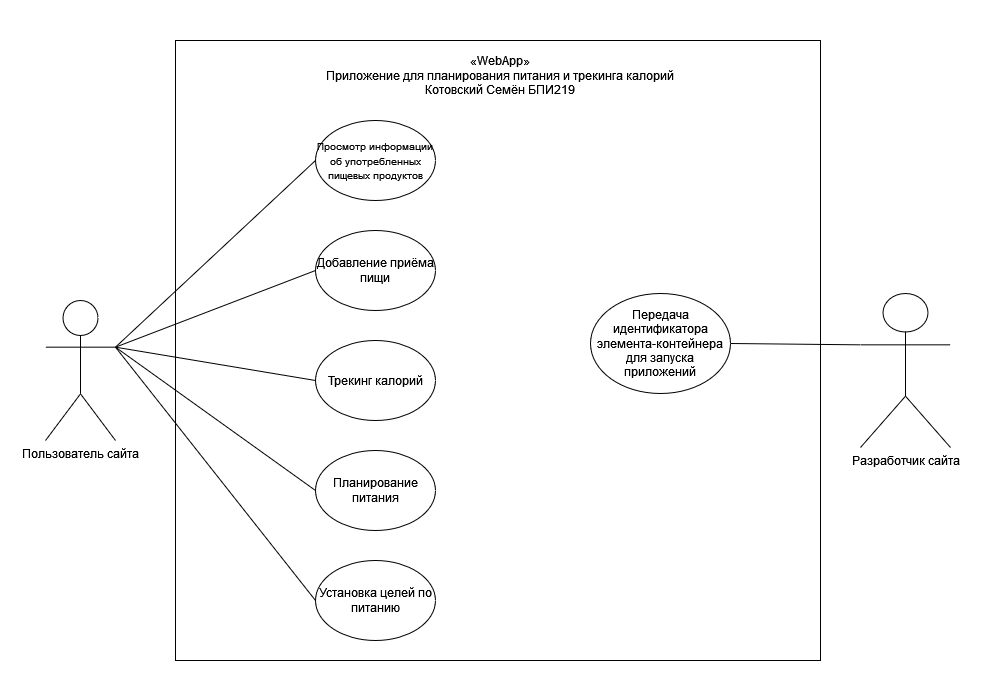 «WebApp»
Приложение для планирования питания и трекинга калорий
Котовский Семён БПИ219
Просмотр информации
об употребленных
пищевых продуктов
Добавление приёма
пищи
Трекинг калорий
Планирование
питания
Установка целей по
питанию
Передача
идентификатора
элемента-контейнера
для запуска
приложений
Пользователь сайта
Разработчик сайта